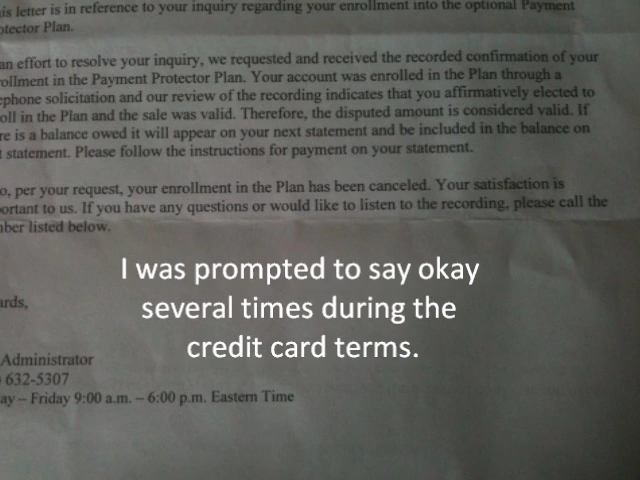 is letter is in reference to your inquiry regarding your enrollment into the optional Payment
otector Plan.
an effort to resolve your inquiry, we requested and received the recorded confirmation of your
ollment in the Payment Protector Plan. Your account was enrolled in the Plan through a
ephone solicitation and our review of the recording indicates that you affirmatively elected to
oll in the Plan and the sale was valid. Therefore, the disputed amount is considered valid. If
re is a balance owed it will appear on your next statement and be included in the balance on
t statement. Please follow the instructions for payment on your statement.
o, per your request, your enrollment in the Plan has been canceled. Your satisfaction is
ortant to us. If you have any questions or would like to listen to the recording, please call the
ber listed below.
I was prompted to say okay
several times during the
credit card terms.
ards,
Administrator
632-5307
ay – Friday 9:00 a.m. – 6:00 p.m. Eastern Time